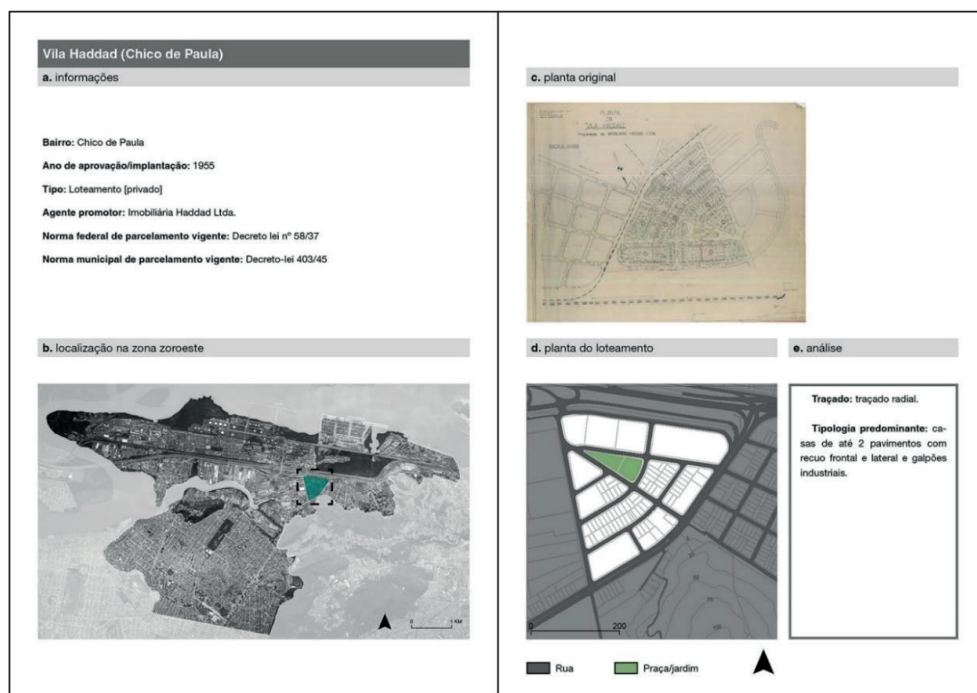 Vila Haddad (Chico de Paula)
a. informações
Bairro: Chico de Paula
Ano de aprovação/implantação: 1955
Tipo: Loteamento [privado]
Agente promotor: Imobiliária Haddad Ltda.
Norma federal de parcelamento vigente: Decreto lei nº 58/37
Norma municipal de parcelamento vigente: Decreto-lei 403/45
b. localização na zona zoroeste
0 1 KM
c. planta original
PLANTA
DA
"VILA HADDAD"
d. planta do loteamento
0 200
Rua
Praça/jardim
e. análise
Traçado: traçado radial.
Tipologia predominante: ca-
sas de até 2 pavimentos com
recuo frontal e lateral e galpões
industriais.